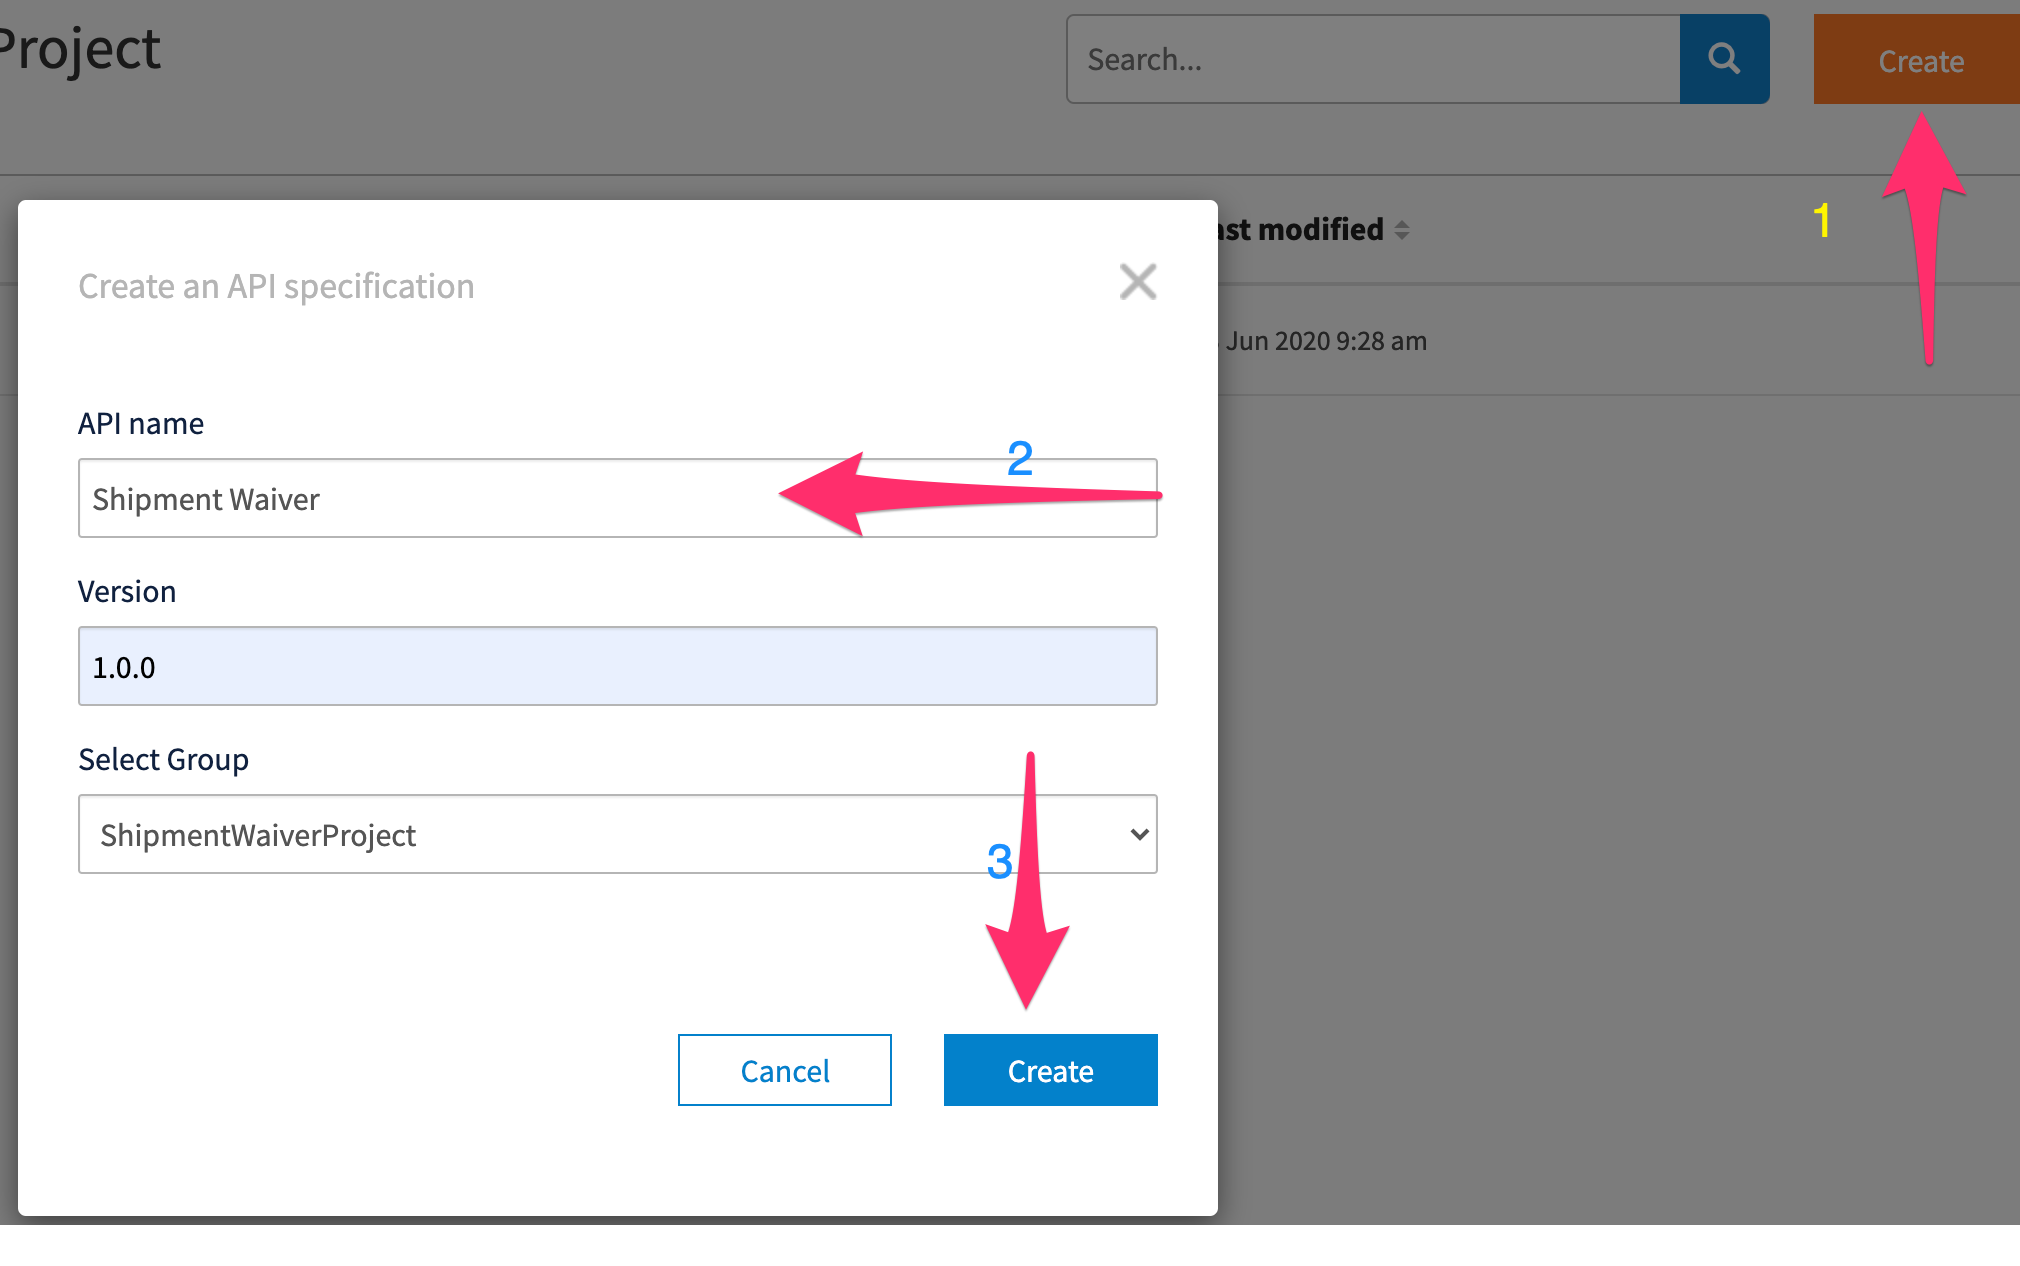 Project
Search...
Create
ast modified
1
Jun 2020 9:28 am
Create an API specification
API name
2
Shipment Waiver
Version
1.0.0
Select Group
ShipmentWaiverProject
3
Cancel
Create